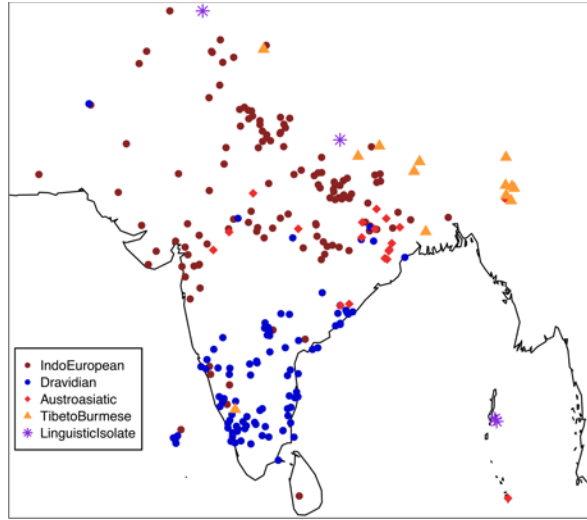 IndoEuropean
Dravidian
Austroasiatic
TibetoBurmese
LinguisticIsolate